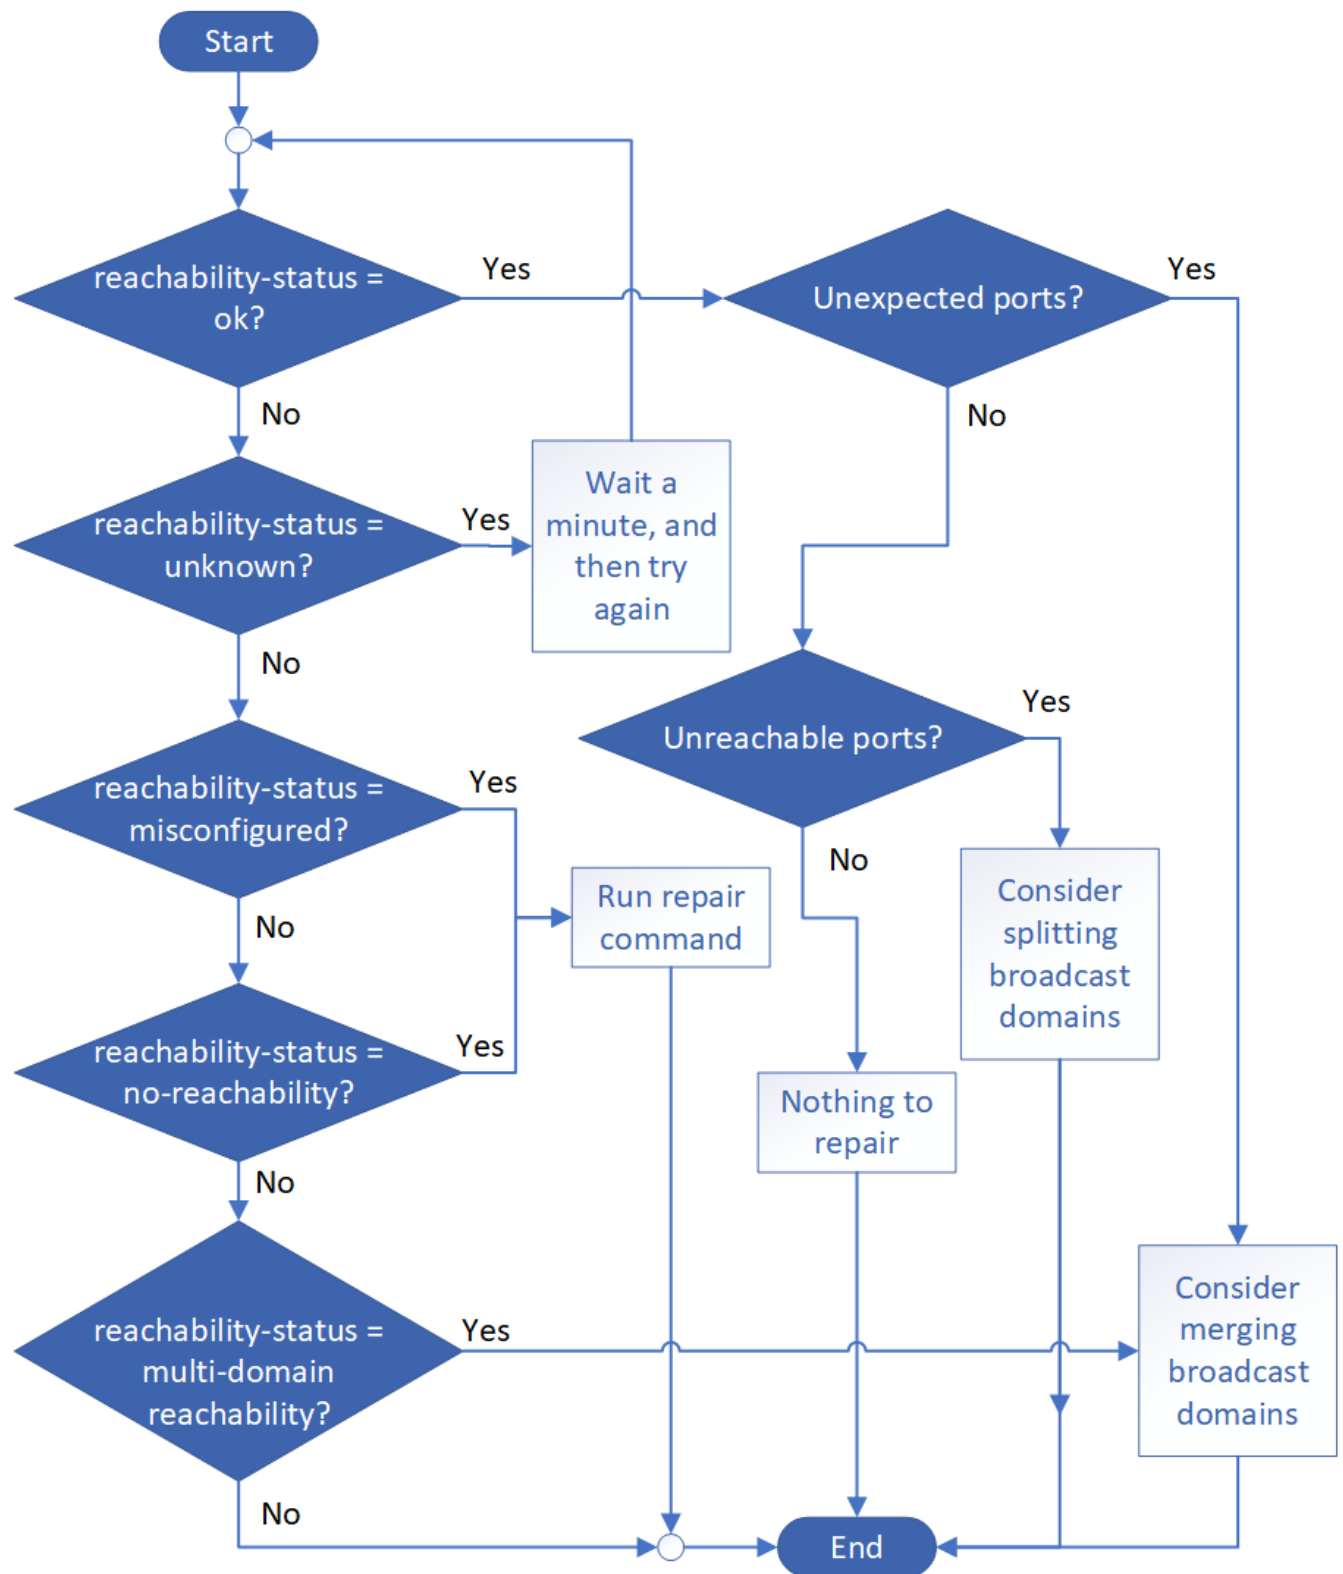 Start
reachability-status =
ok?
Yes
Unexpected ports?
Yes
No
No
reachability-status =
unknown?
Yes
Wait a
minute, and
then try
again
No
Unreachable ports?
Yes
reachability-status =
misconfigured?
Yes
No
No
Run repair
command
Consider
splitting
broadcast
domains
reachability-status =
no-reachability?
Yes
Nothing to
repair
No
reachability-status =
multi-domain
reachability?
Yes
Consider
merging
broadcast
domains
No
End